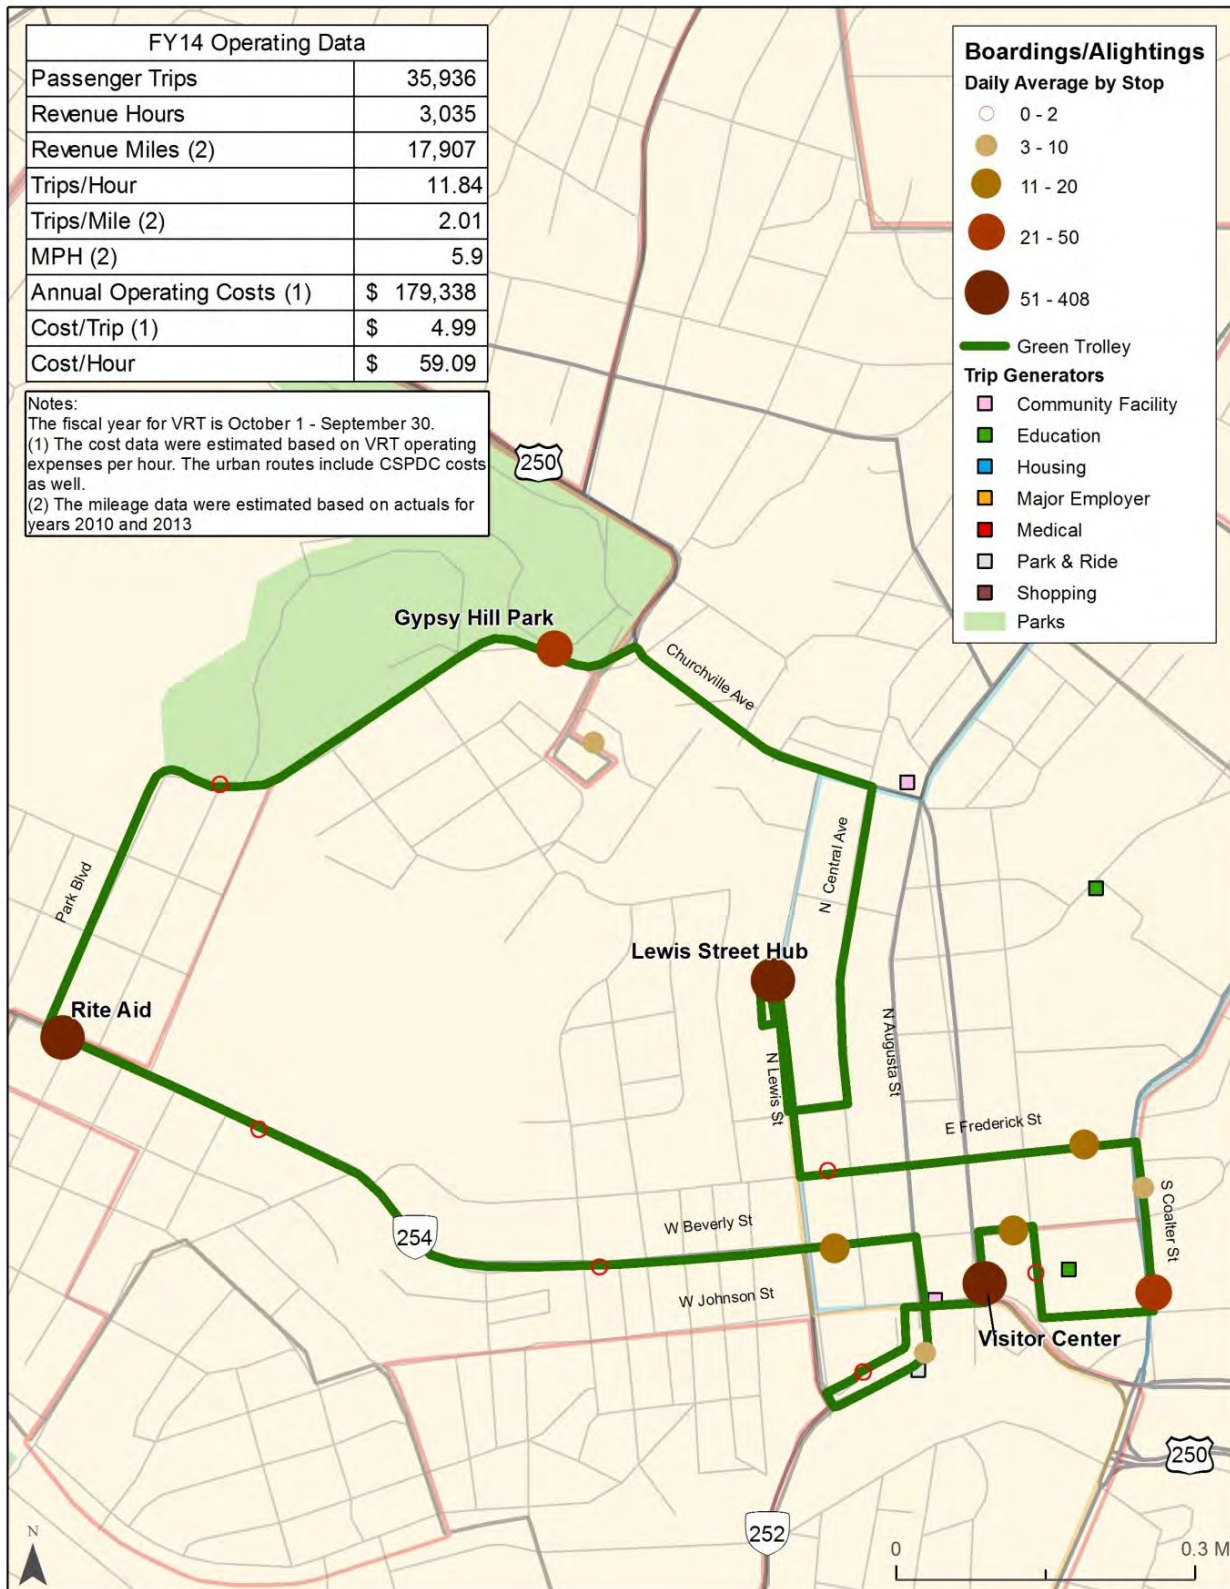 FY14 Operating Data
Passenger Trips 35,936
Revenue Hours 3,035
Revenue Miles (2) 17,907
Trips/Hour 11.84
Trips/Mile (2) 2.01
MPH (2) 5.9
Annual Operating Costs (1) $ 179,338
Cost/Trip (1) $ 4.99
Cost/Hour $ 59.09
Notes:
The fiscal year for VRT is October 1 - September 30.
(1) The cost data were estimated based on VRT operating
expenses per hour. The urban routes include CSPDC costs
as well.
(2) The mileage data were estimated based on actuals for
years 2010 and 2013
Boardings/Alightings
Daily Average by Stop
0 - 2
3 - 10
11 - 20
21 - 50
51 - 408
Green Trolley
Trip Generators
Community Facility
Education
Housing
Major Employer
Medical
Park & Ride
Shopping
Parks
250
Gypsy Hill Park
Churchville Ave
Park Blvd
N Central Ave
Lewis Street Hub
Rite Aid
N Augusta St
N Lewis St
E Frederick St
S Coalter St
W Beverly St
254
W Johnson St
Visitor Center
250
252
N
0 0.3 M